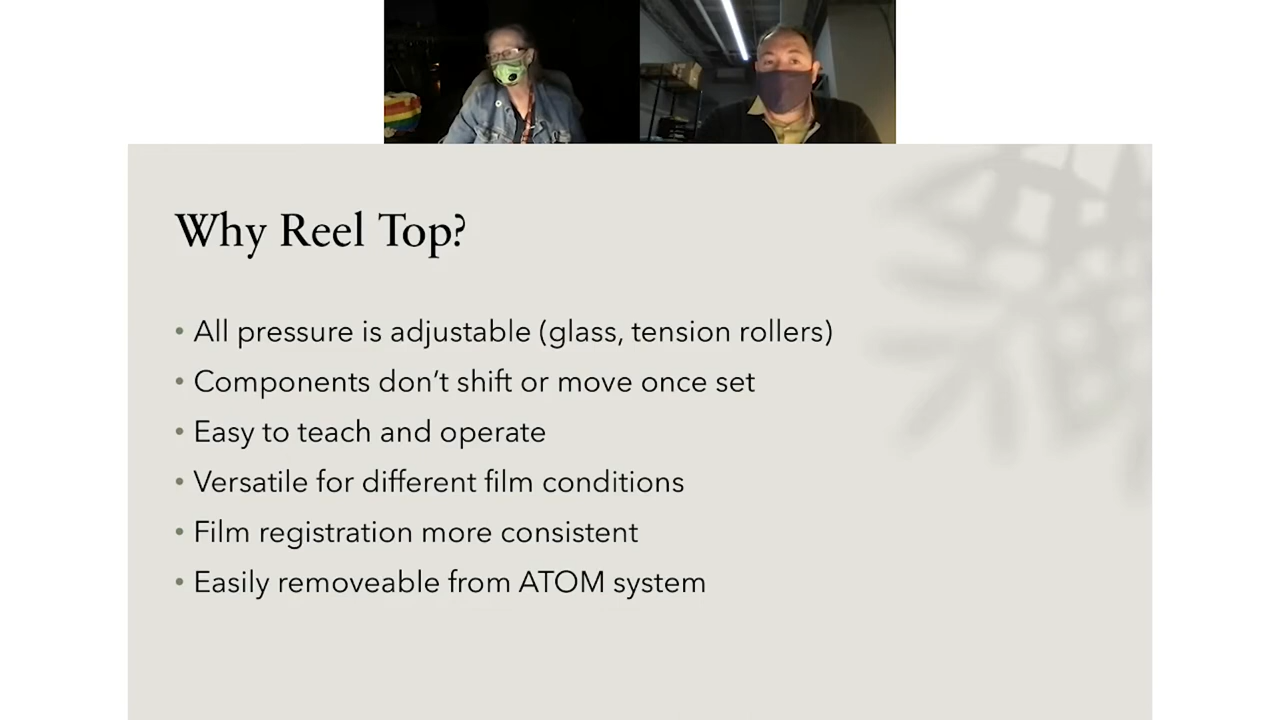 Why Reel Top?
• All pressure is adjustable (glass, tension rollers)
• Components don’t shift or move once set
• Easy to teach and operate
• Versatile for different film conditions
• Film registration more consistent
• Easily removeable from ATOM system